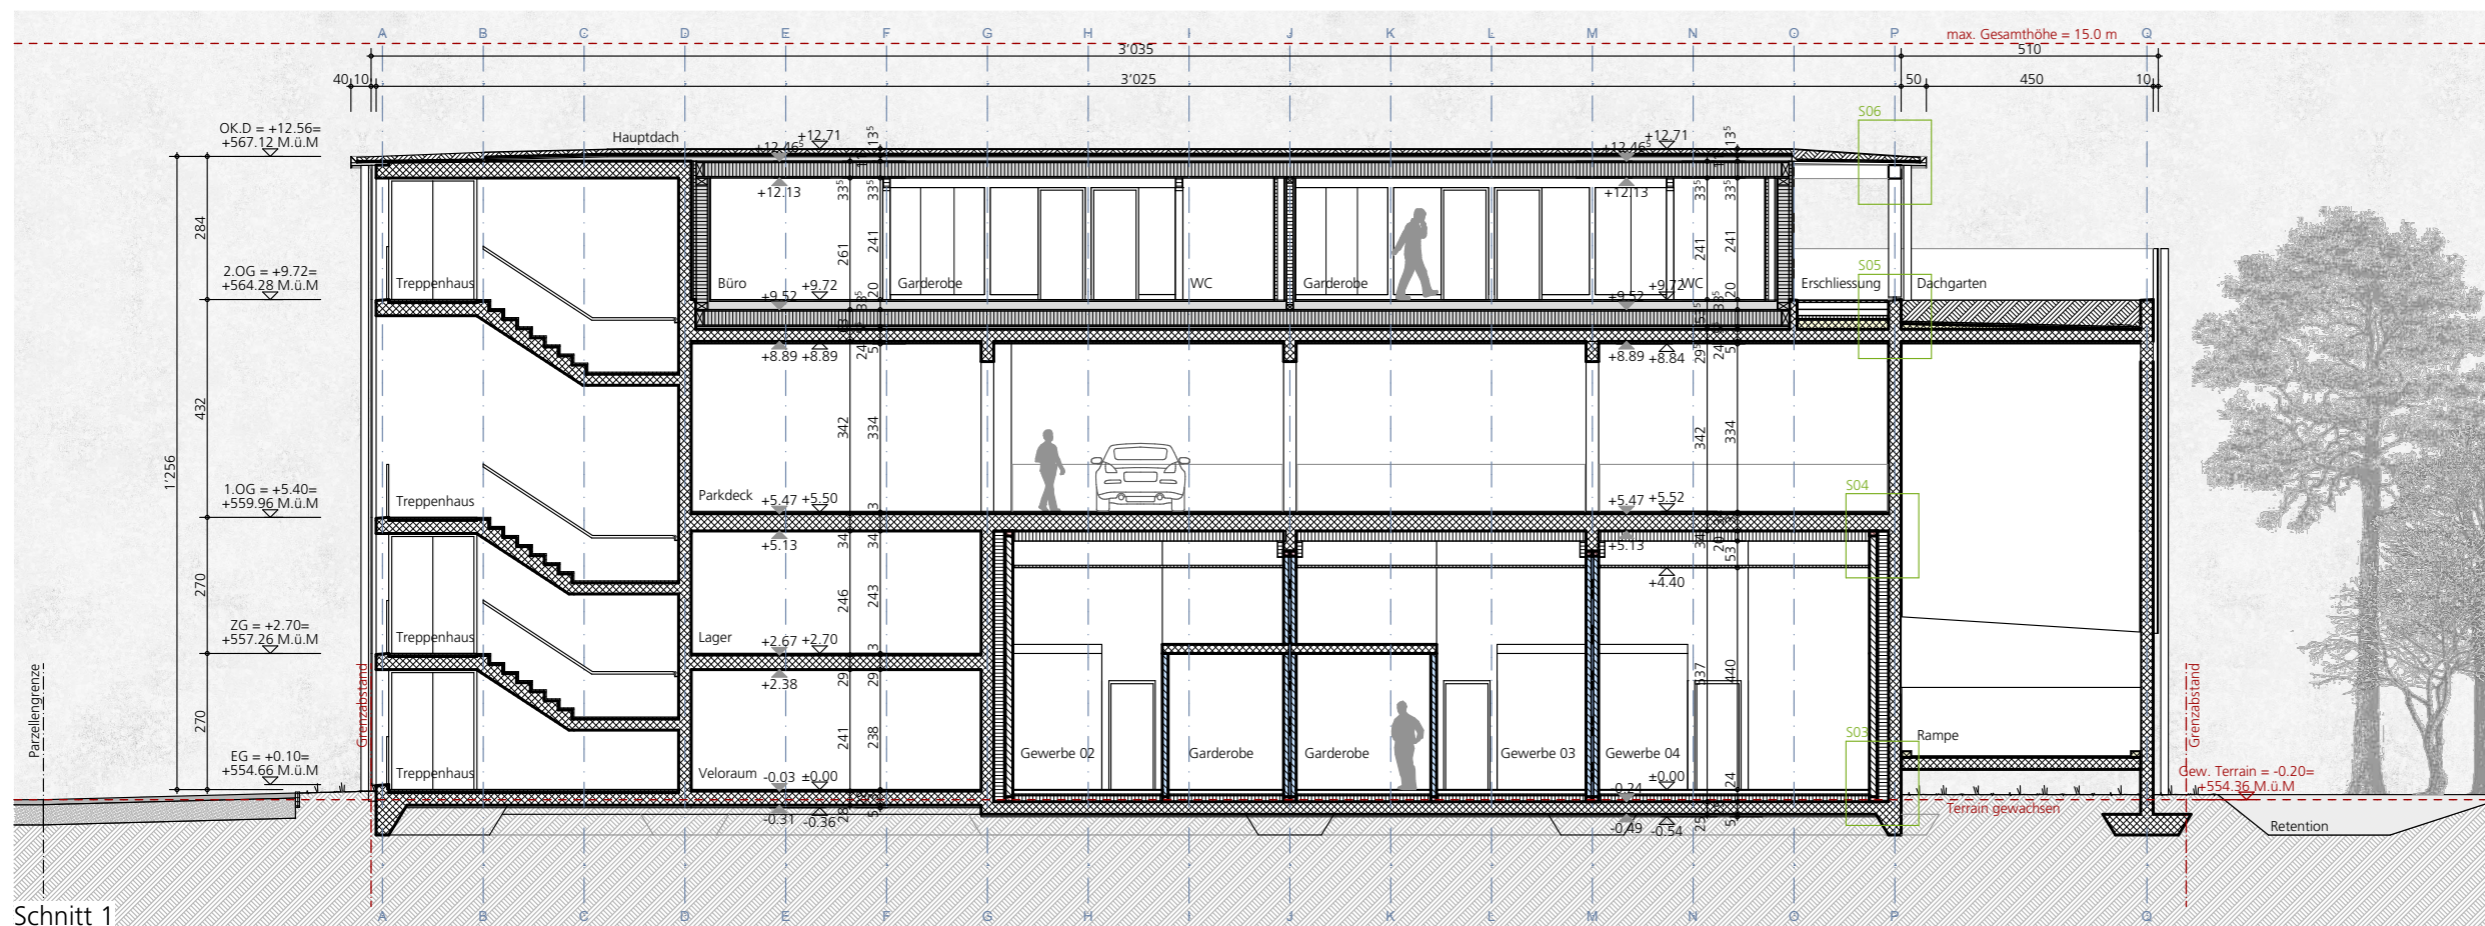 A B C D E F G H I J K L M N O P Q
max. Gesamthöhe = 15.0 m
3'035 510
40 10 3'025 50 450 10
S06
OK.D = +12.56=
+567.12 M.ü.M
Hauptdach
+12.46⁵ +12.71 13⁵
+12.46⁵ +12.71 13⁵
+12.13 33⁵ 33⁵
+12.13 33⁵ 33⁵
284
261 241
241 241
2.OG = +9.72=
+564.28 M.ü.M
Treppenhaus
Büro
+9.52 +9.72 20
Garderobe
WC
Garderobe
+9.52 +9.72 20
WC
S05
Erschliessung
Dachgarten
+8.89 +8.89
+8.89 +8.84
29⁵
432
1'256
342 334
342 334
1.OG = +5.40=
+559.96 M.ü.M
Treppenhaus
Parkdeck
+5.47 +5.50 3
+5.47 +5.52
S04
+5.13 34 34
+5.13 34 20 53
+4.40
270
246 243
ZG = +2.70=
+557.26 M.ü.M
Treppenhaus
Lager
+2.67 +2.70 3
+2.38 29 29
537 440
270
241 238
Parzellengrenze
Grenzabstand
Grenzabstand
EG = +0.10=
+554.66 M.ü.M
Treppenhaus
Veloraum
-0.03 ±0.00
Gewerbe 02
Garderobe
Garderobe
Gewerbe 03
Gewerbe 04
-0.24 ±0.00 24
S03
Rampe
Gew. Terrain = -0.20=
+554.36 M.ü.M
Terrain gewachsen
-0.31 -0.36 28 5
-0.49 -0.54 25 5
Retention
Schnitt 1
A B C D E F G H I J K L M N O P Q